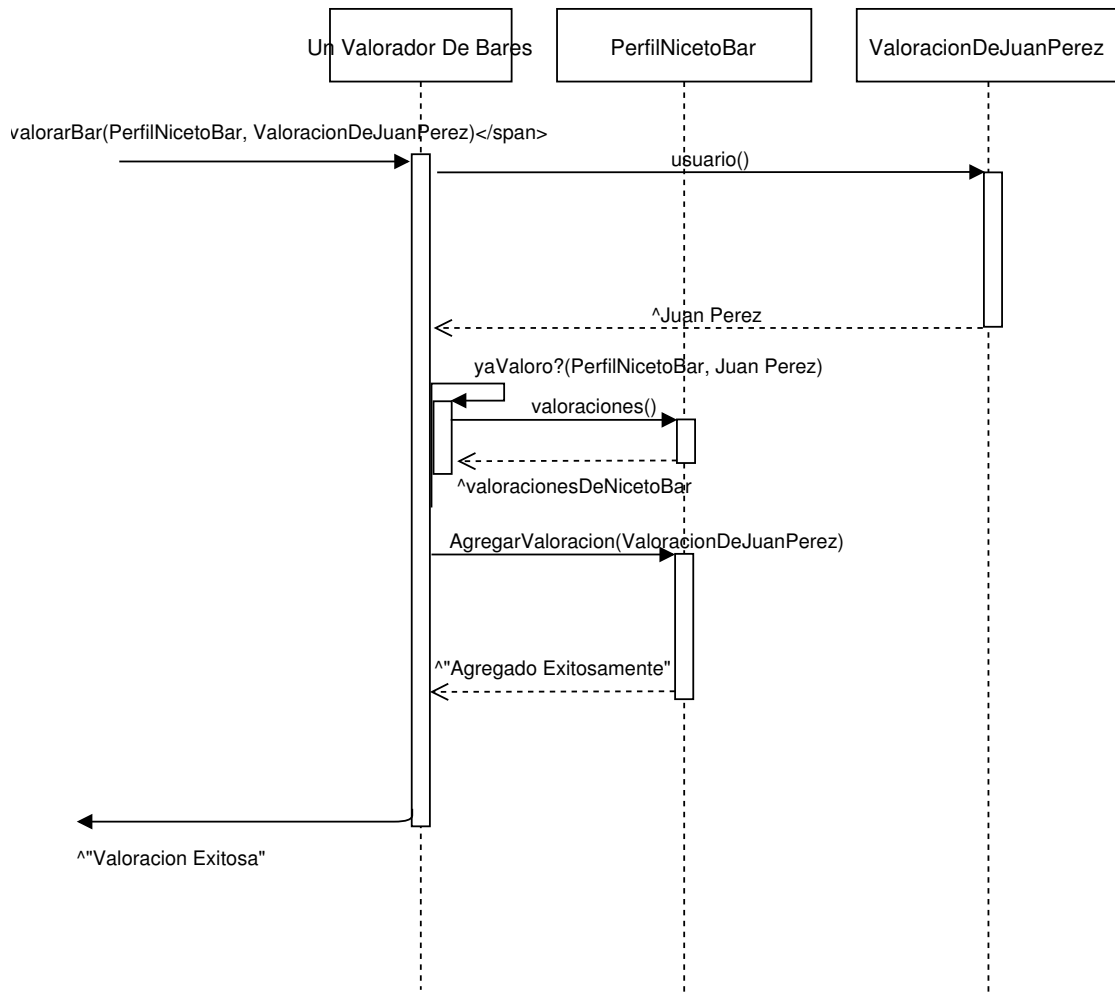 Un Valorador De Bares
PerfilNicetoBar
ValoracionDeJuanPerez
valorarBar(PerfilNicetoBar, ValoracionDeJuanPerez)</span>
usuario()
^Juan Perez
yaValoro?(PerfilNicetoBar, Juan Perez)
valoraciones()
^valoracionesDeNicetoBar
AgregarValoracion(ValoracionDeJuanPerez)
^"Agregado Exitosamente"
^"Valoracion Exitosa"